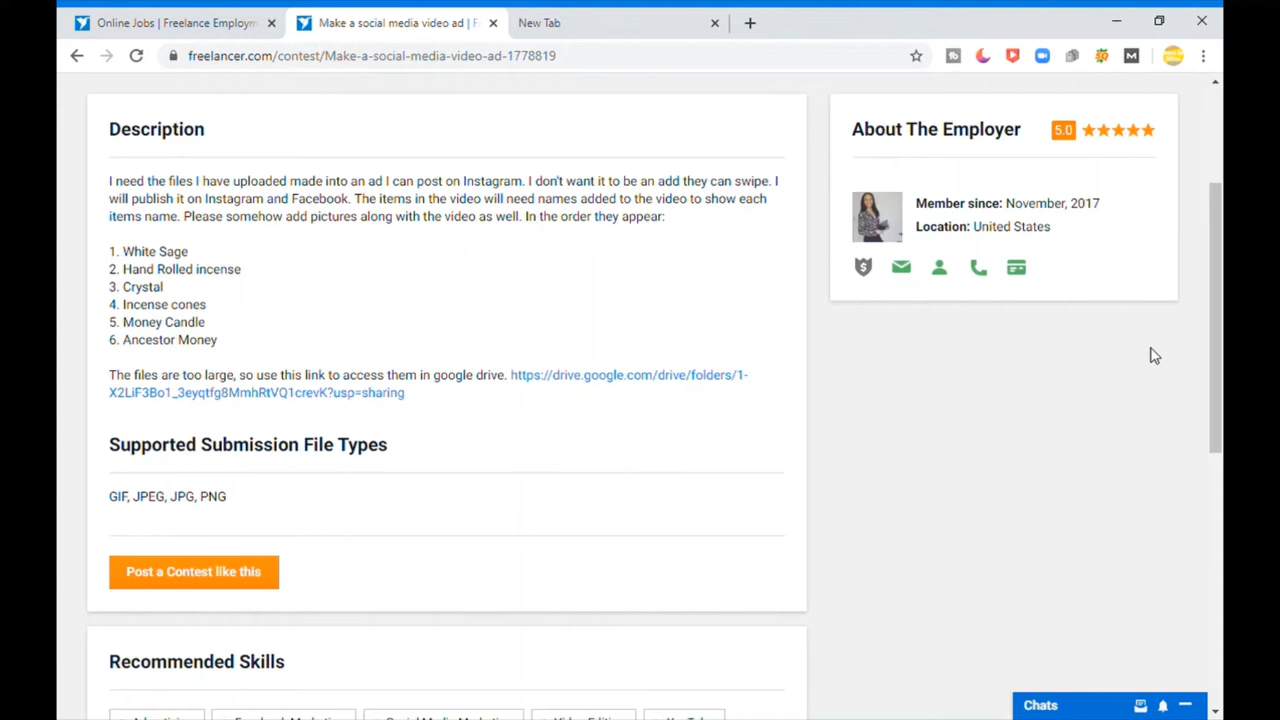 Online Jobs | Freelance Employm
Make a social media video ad | F
New Tab
freelancer.com/contest/Make-a-social-media-video-ad-1778819
Description
I need the files I have uploaded made into an ad I can post on Instagram. I don't want it to be an add they can swipe. I
will publish it on Instagram and Facebook. The items in the video will need names added to the video to show each
items name. Please somehow add pictures along with the video as well. In the order they appear:
1. White Sage
2. Hand Rolled incense
3. Crystal
4. Incense cones
5. Money Candle
6. Ancestor Money
The files are too large, so use this link to access them in google drive. https://drive.google.com/drive/folders/1-
X2LiF3Bo1_3eyqtfg8MmhRtVQ1crevK?usp=sharing
Supported Submission File Types
GIF, JPEG, JPG, PNG
Post a Contest like this
Recommended Skills
About The Employer 5.0
Member since: November, 2017
Location: United States
Chats